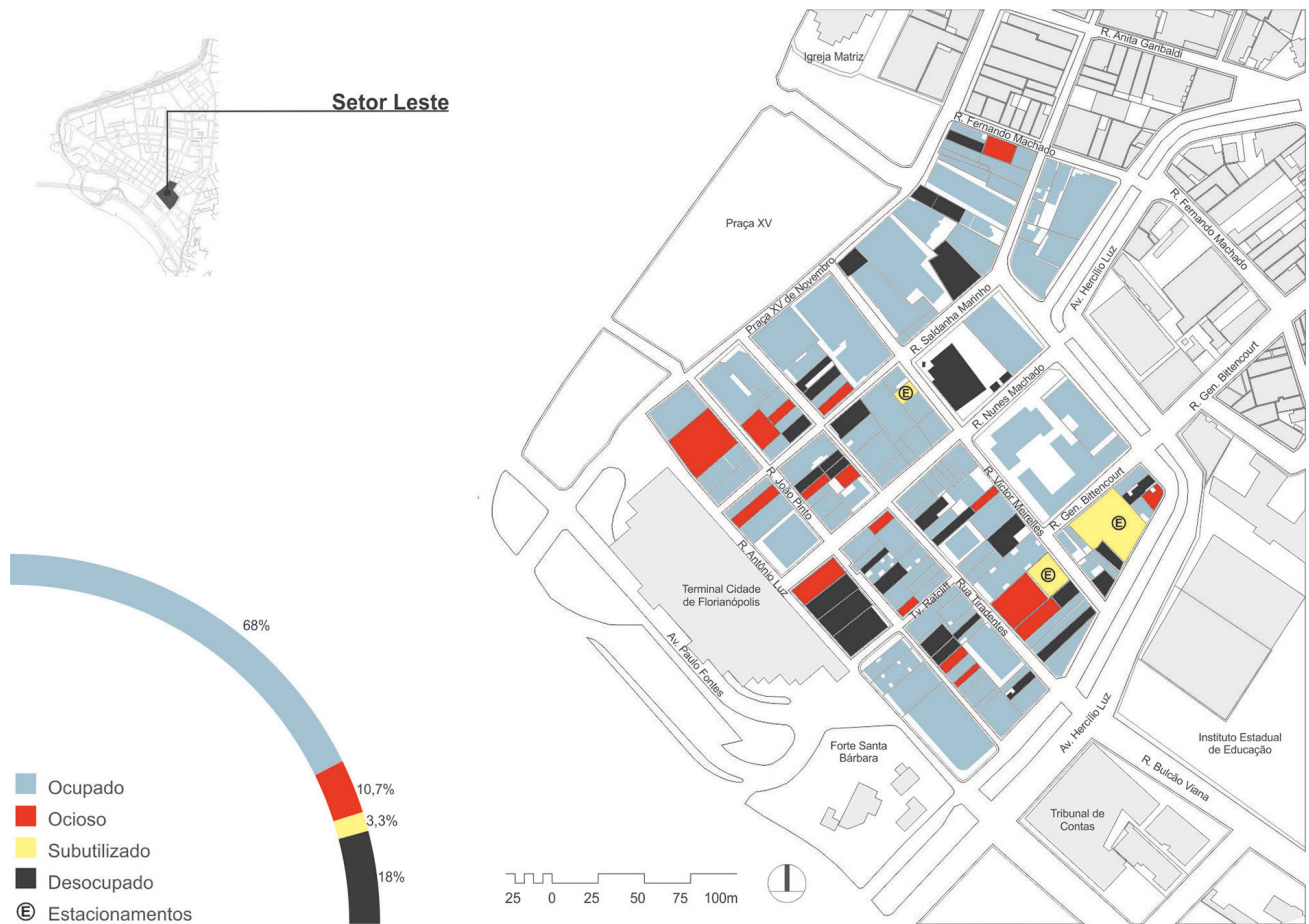 Setor Leste
Igreja Matriz
R. Anita Garibaldi
R. Fernando Machado
R. Fernando Machado
Praça XV
Av. Hercílio Luz
Praça XV de Novembro
R. Saldanha Marinho
R. Nunes Machado
R. Gen. Bittencourt
E
R. João Pinto
R. Victor Meireles
R. Gen. Bittencourt
E
R. Antônio Luz
Terminal Cidade
de Florianópolis
E
Tv. Ratcliff
Rua Tiradentes
Av. Paulo Fontes
Av. Hercílio Luz
Forte Santa
Bárbara
Instituto Estadual
de Educação
R. Bulcão Viana
Tribunal de
Contas
68%
10,7%
3,3%
18%
Ocupado
Ocioso
Subutilizado
Desocupado
E Estacionamentos
25 0 25 50 75 100m